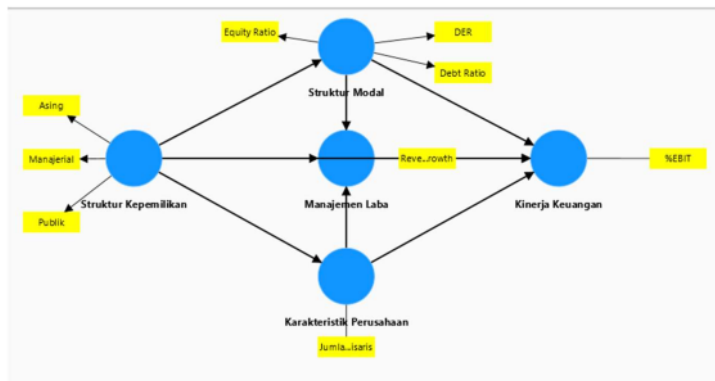 Equity Ratio
DER
Debt Ratio
Struktur Modal
Asing
Manajerial
Publik
Struktur Kepemilikan
Reve...rowth
Manajemen Laba
%EBIT
Kinerja Keuangan
Karakteristik Perusahaan
Jumla...isaris